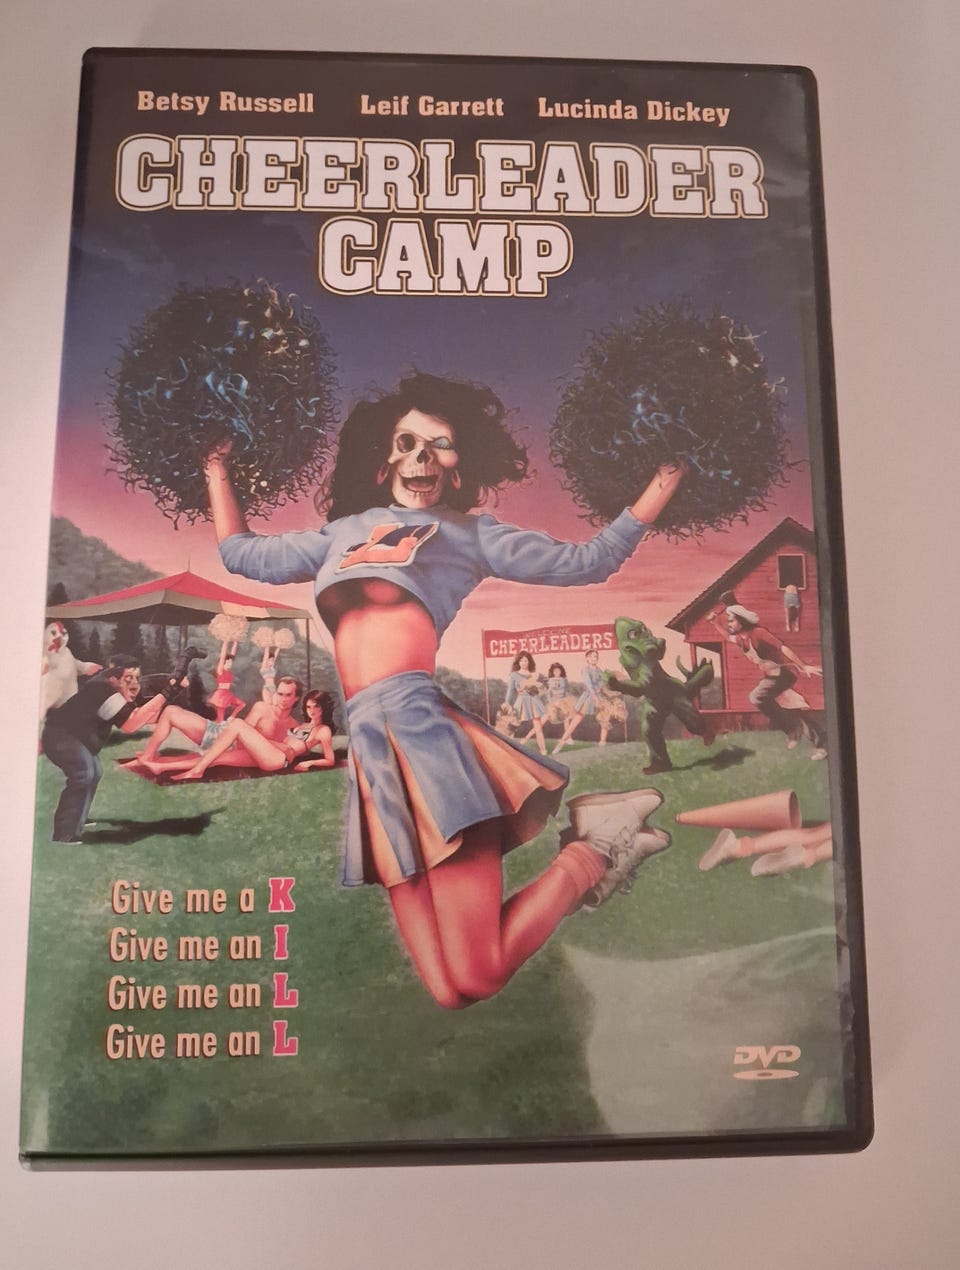 Betsy Russell Leif Garrett Lucinda Dickey
CHEERLEADER
CAMP
L
WELCOME
CHEERLEADERS
Give me a K
Give me an I
Give me an L
Give me an L
DVD